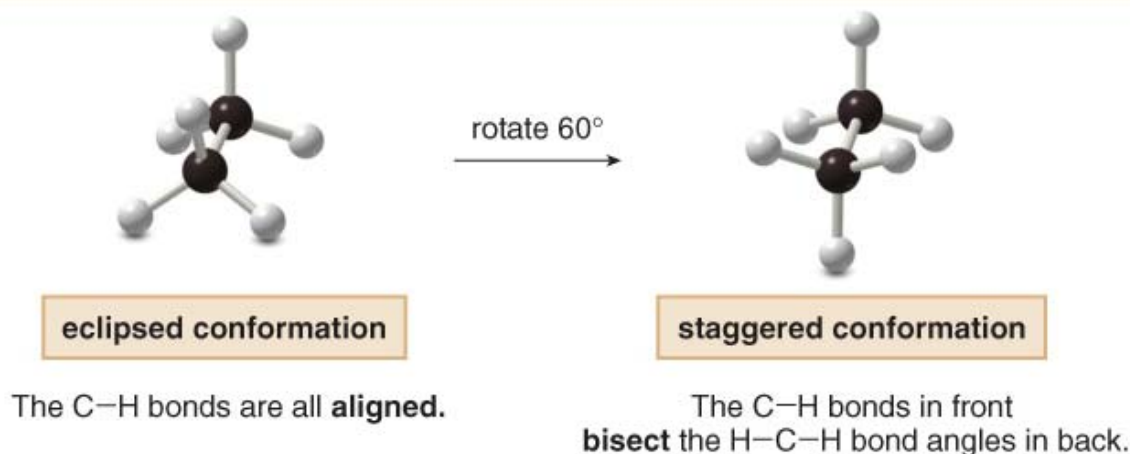 rotate 60°
eclipsed conformation
staggered conformation
The C−H bonds are all aligned.
The C−H bonds in front
bisect the H−C−H bond angles in back.